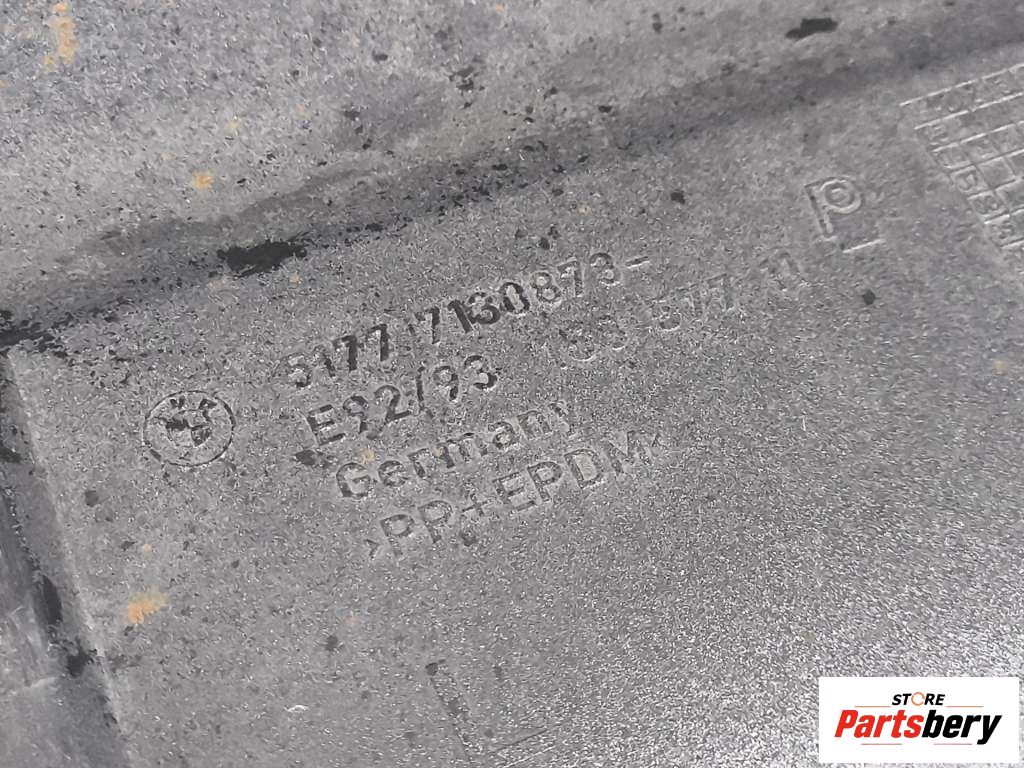 5177 7130873-
E92/93
Germany
>PP+EPDM<
STORE
Partsbery